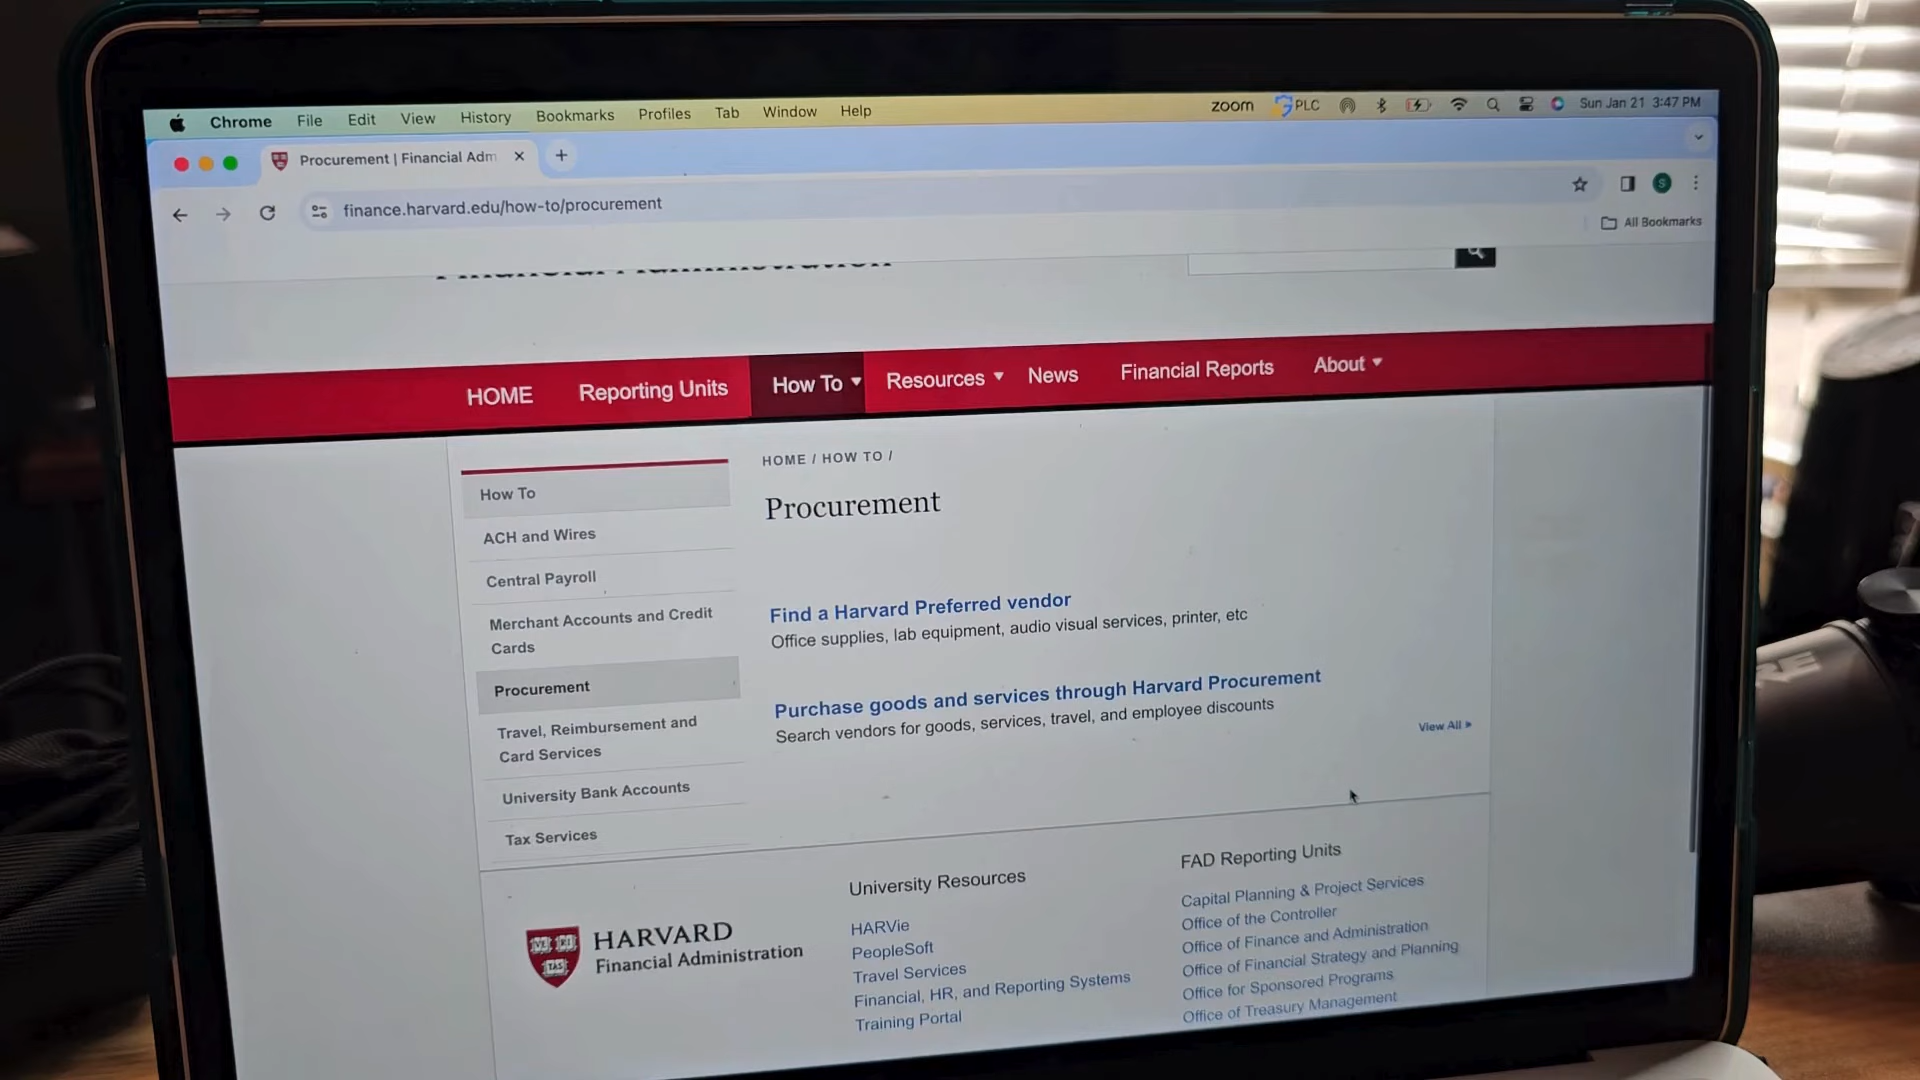 Chrome File Edit View History Bookmarks Profiles Tab Window Help zoom PLC Sun Jan 21 3:47 PM
Procurement | Financial Adm
finance.harvard.edu/how-to/procurement
S
All Bookmarks
Financial Administration
HOME Reporting Units How To Resources News Financial Reports About
HOME / HOW TO /
Procurement
How To
ACH and Wires
Central Payroll
Merchant Accounts and Credit
Cards
Procurement
Travel, Reimbursement and
Card Services
University Bank Accounts
Tax Services
Find a Harvard Preferred vendor
Office supplies, lab equipment, audio visual services, printer, etc
Purchase goods and services through Harvard Procurement
Search vendors for goods, services, travel, and employee discounts
View All »
VE RI
TAS
HARVARD
Financial Administration
University Resources
HARVie
PeopleSoft
Travel Services
Financial, HR, and Reporting Systems
Training Portal
FAD Reporting Units
Capital Planning & Project Services
Office of the Controller
Office of Finance and Administration
Office of Financial Strategy and Planning
Office for Sponsored Programs
Office of Treasury Management